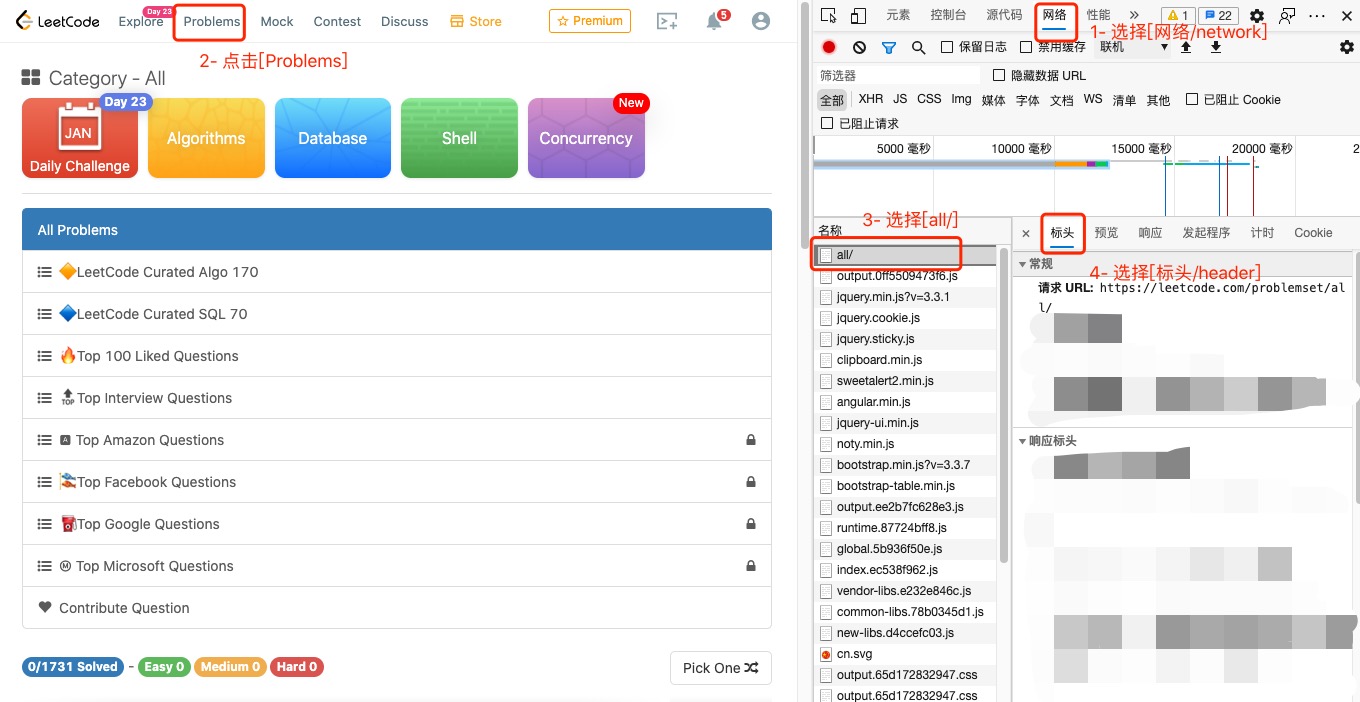 LeetCode Explore Day 23 Problems Mock Contest Discuss Store Premium 5
2- 点击[Problems]
Category - All
Day 23
JAN
Daily Challenge
Algorithms
Database
Shell
New
Concurrency
All Problems
LeetCode Curated Algo 170
LeetCode Curated SQL 70
Top 100 Liked Questions
TOP Top Interview Questions
A Top Amazon Questions
Top Facebook Questions
Top Google Questions
M Top Microsoft Questions
Contribute Question
0/1731 Solved - Easy 0 Medium 0 Hard 0
Pick One
元素 控制台 源代码 网络 性能 1 22
1- 选择[网络/network]
保留日志 禁用缓存 联机
筛选器 隐藏数据 URL
全部 XHR JS CSS Img 媒体 字体 文档 WS 清单 其他 已阻止 Cookie
已阻止请求
5000 毫秒 10000 毫秒 15000 毫秒 20000 毫秒 2
3- 选择[all/]
名称
all/
output.0ff5509473f6.js
jquery.min.js?v=3.3.1
jquery.cookie.js
jquery.sticky.js
clipboard.min.js
sweetalert2.min.js
angular.min.js
jquery-ui.min.js
noty.min.js
bootstrap.min.js?v=3.3.7
bootstrap-table.min.js
output.ee2b7fc628e3.js
runtime.87724bff8.js
global.5b936f50e.js
index.ec538f962.js
vendor-libs.e232e846c.js
common-libs.78b0345d1.js
new-libs.d4ccefc03.js
cn.svg
output.65d172832947.css
output.65d172832947.css
标头 预览 响应 发起程序 计时 Cookie
常规
4- 选择[标头/header]
请求 URL: https://leetcode.com/problemset/al
l/
响应标头